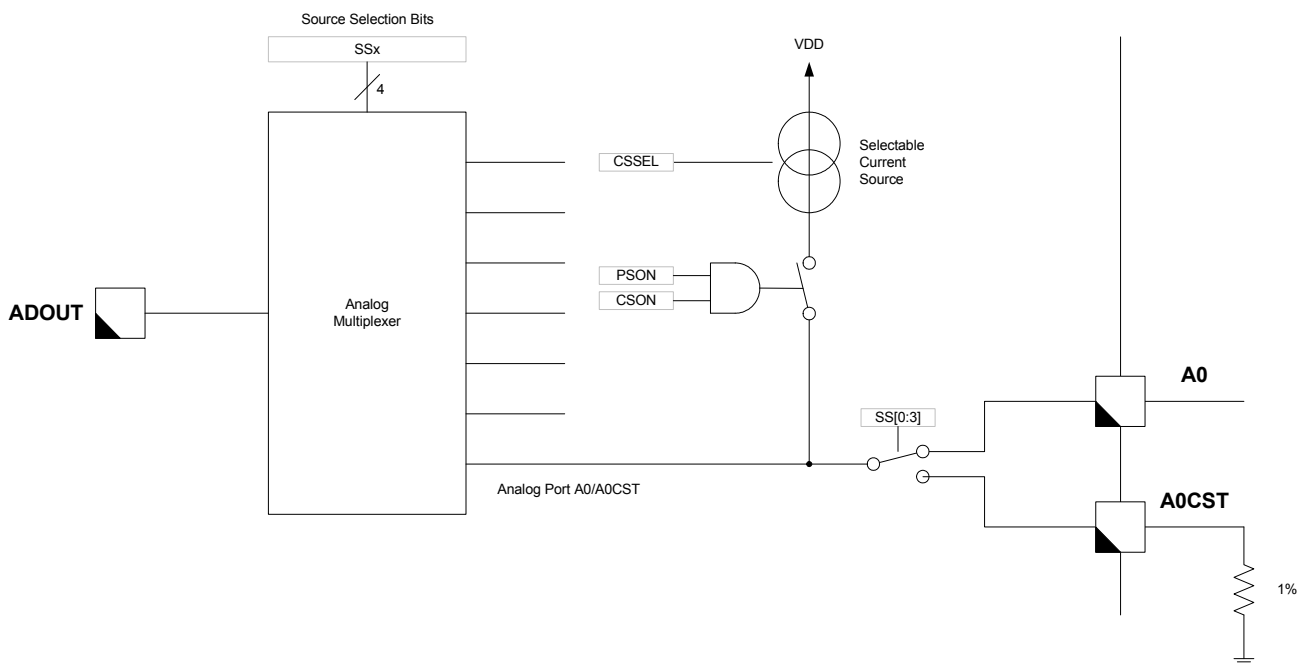 Source Selection Bits
SSx
4
VDD
CSSEL
Selectable
Current
Source
PSON
CSON
ADOUT
Analog
Multiplexer
A0
SS[0:3]
Analog Port A0/A0CST
A0CST
1%